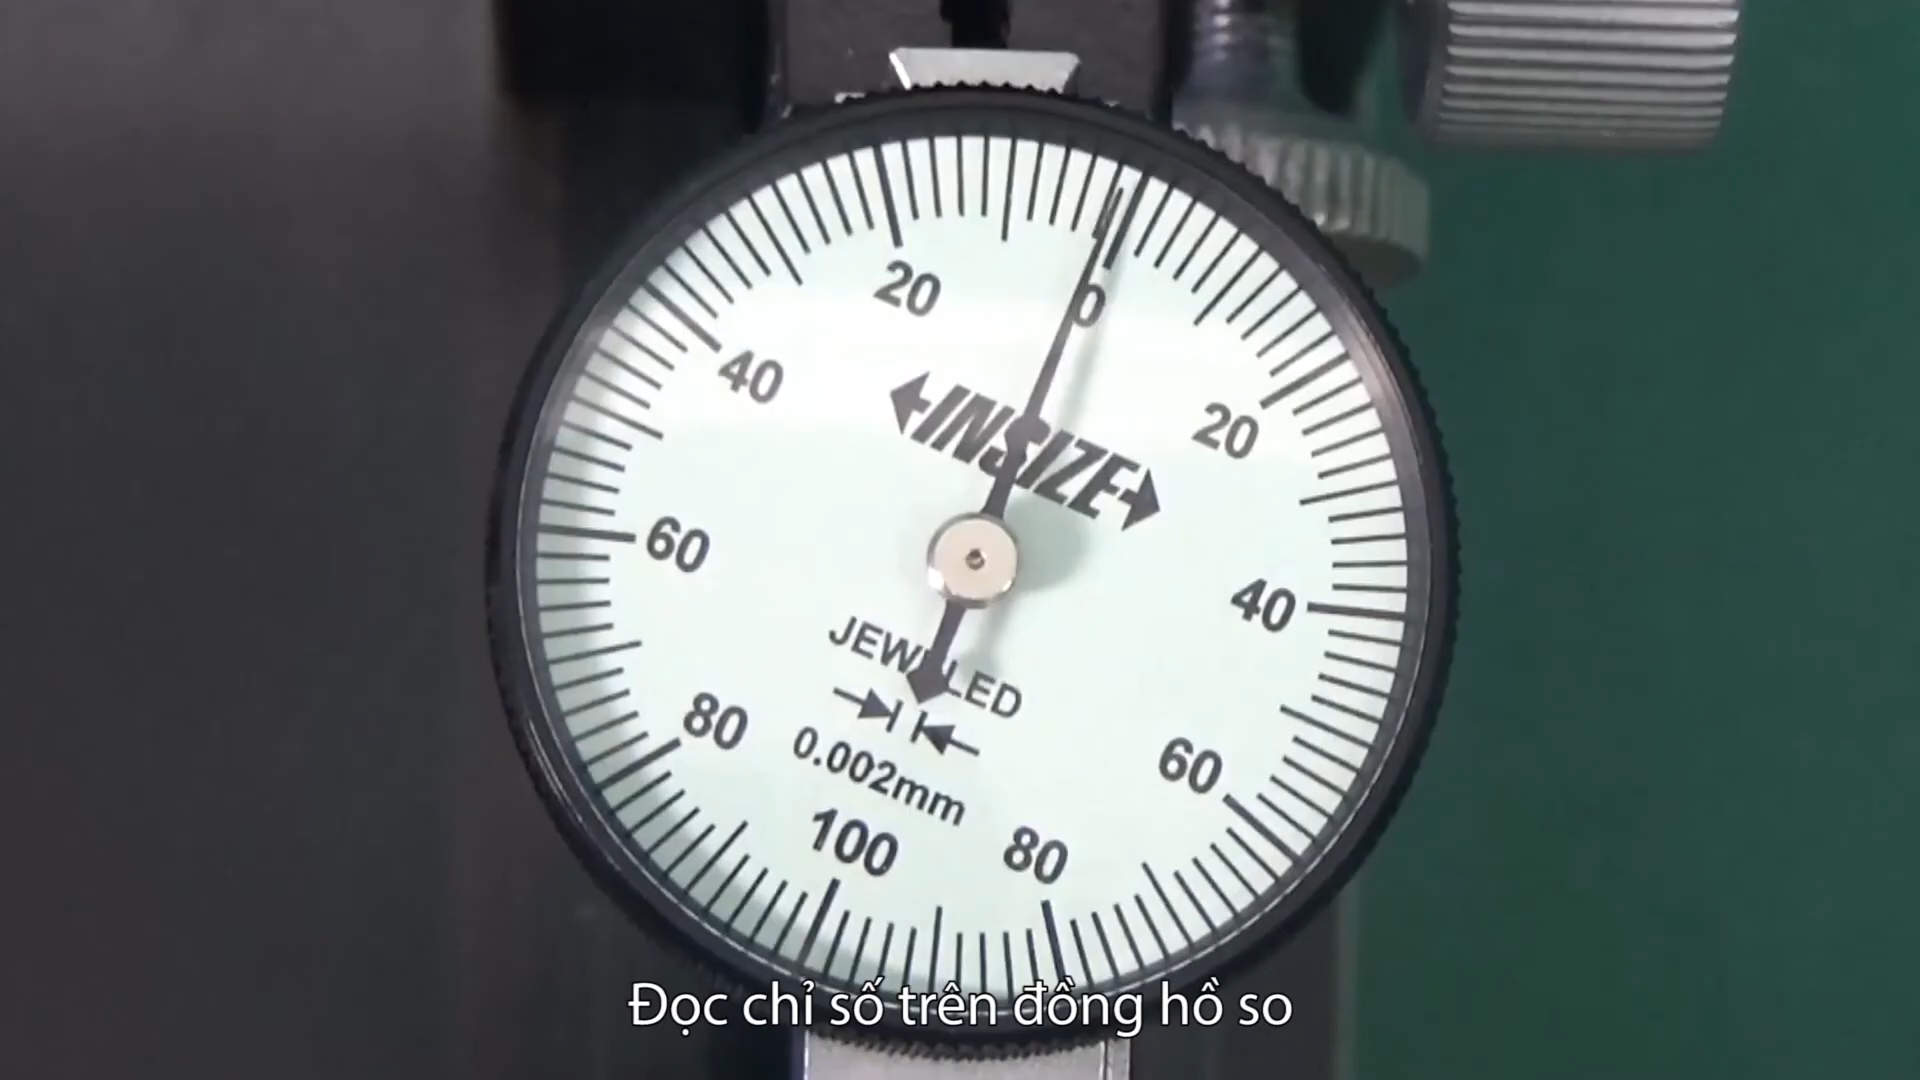 20 0
40 20
INSIZE
60 40
JEWELED
80 60
0.002mm
100 80
Đọc chỉ số trên đồng hồ so